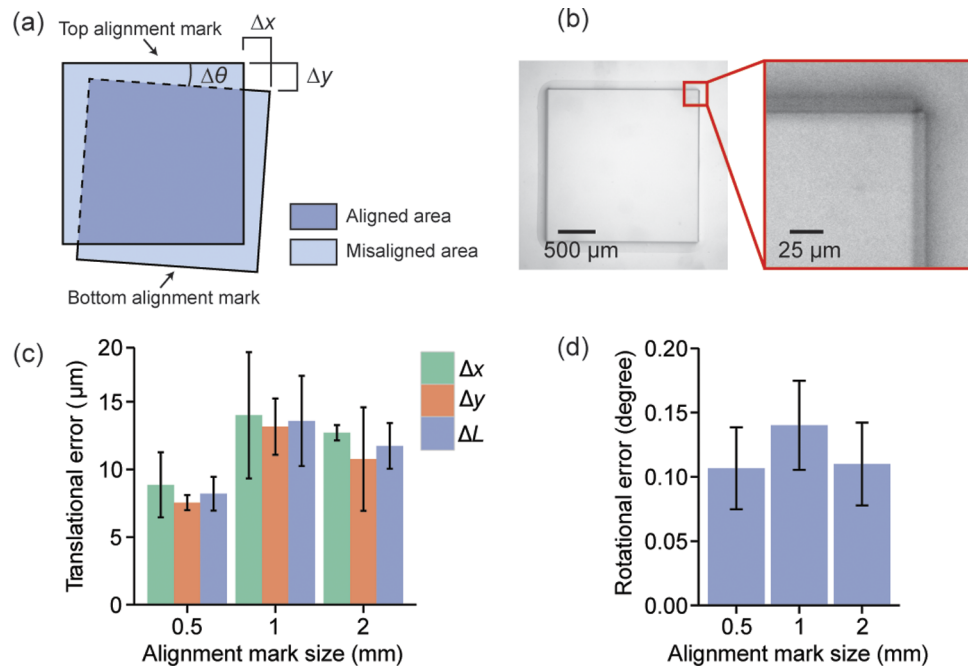 (a)
Top alignment mark
Δx
Δθ
Δy
Aligned area
Misaligned area
Bottom alignment mark
(b)
500 µm
25 µm
(c)
Translational error (µm)
20
15
10
5
0
0.5
1
2
Alignment mark size (mm)
Δx
Δy
ΔL
(d)
Rotational error (degree)
0.20
0.15
0.10
0.05
0.00
0.5
1
2
Alignment mark size (mm)